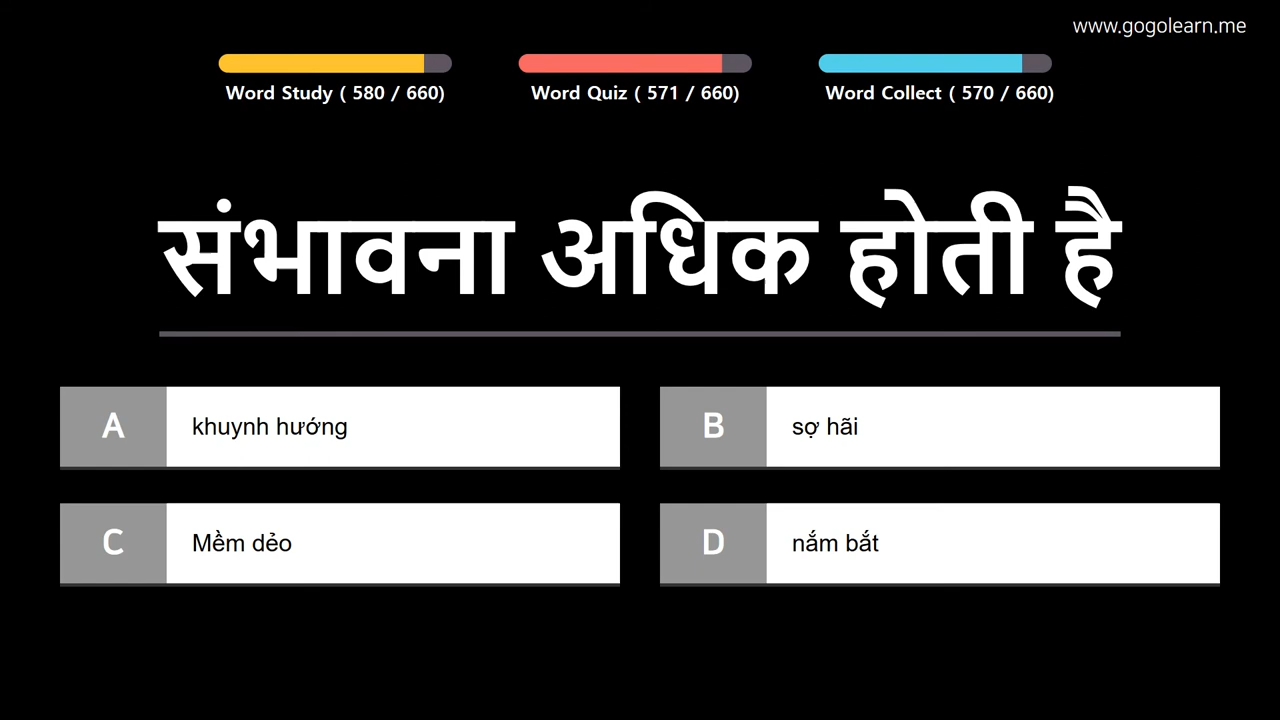 www.gogolearn.me
Word Study ( 580 / 660)
Word Quiz ( 571 / 660)
Word Collect ( 570 / 660)
संभावना अधिक होती है
A khuynh hướng
B sợ hãi
C Mềm dẻo
D nắm bắt